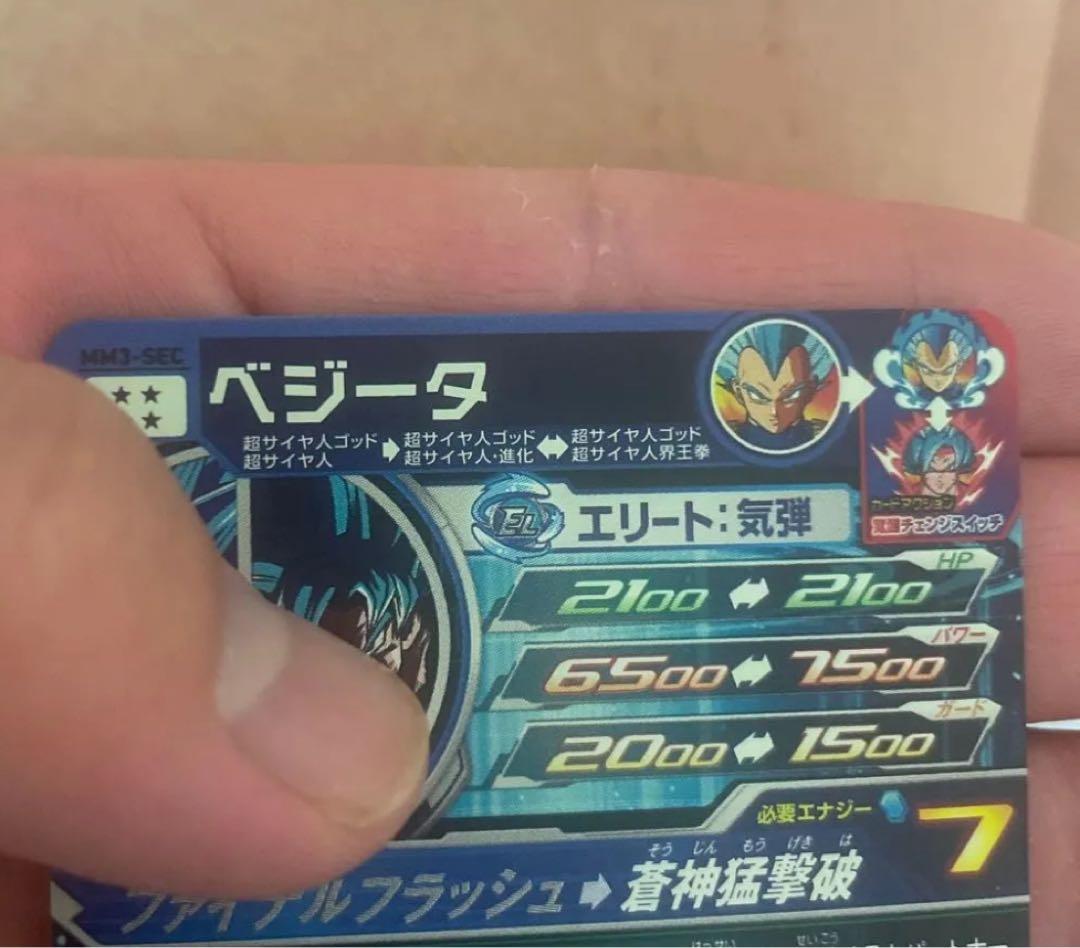 MM3-SEC
ベジータ
超サイヤ人ゴッド 超サイヤ人ゴッド 超サイヤ人ゴッド
超サイヤ人 超サイヤ人・進化 超サイヤ人界王拳
カードアクション
覚醒チェンジスイッチ
EL エリート:気弾
HP
2100 2100
パワー
6500 7500
ガード
2000 1500
必要エナジー 7
そう じん もう げき は
ファイナルフラッシュ 蒼神猛撃破
せいこう